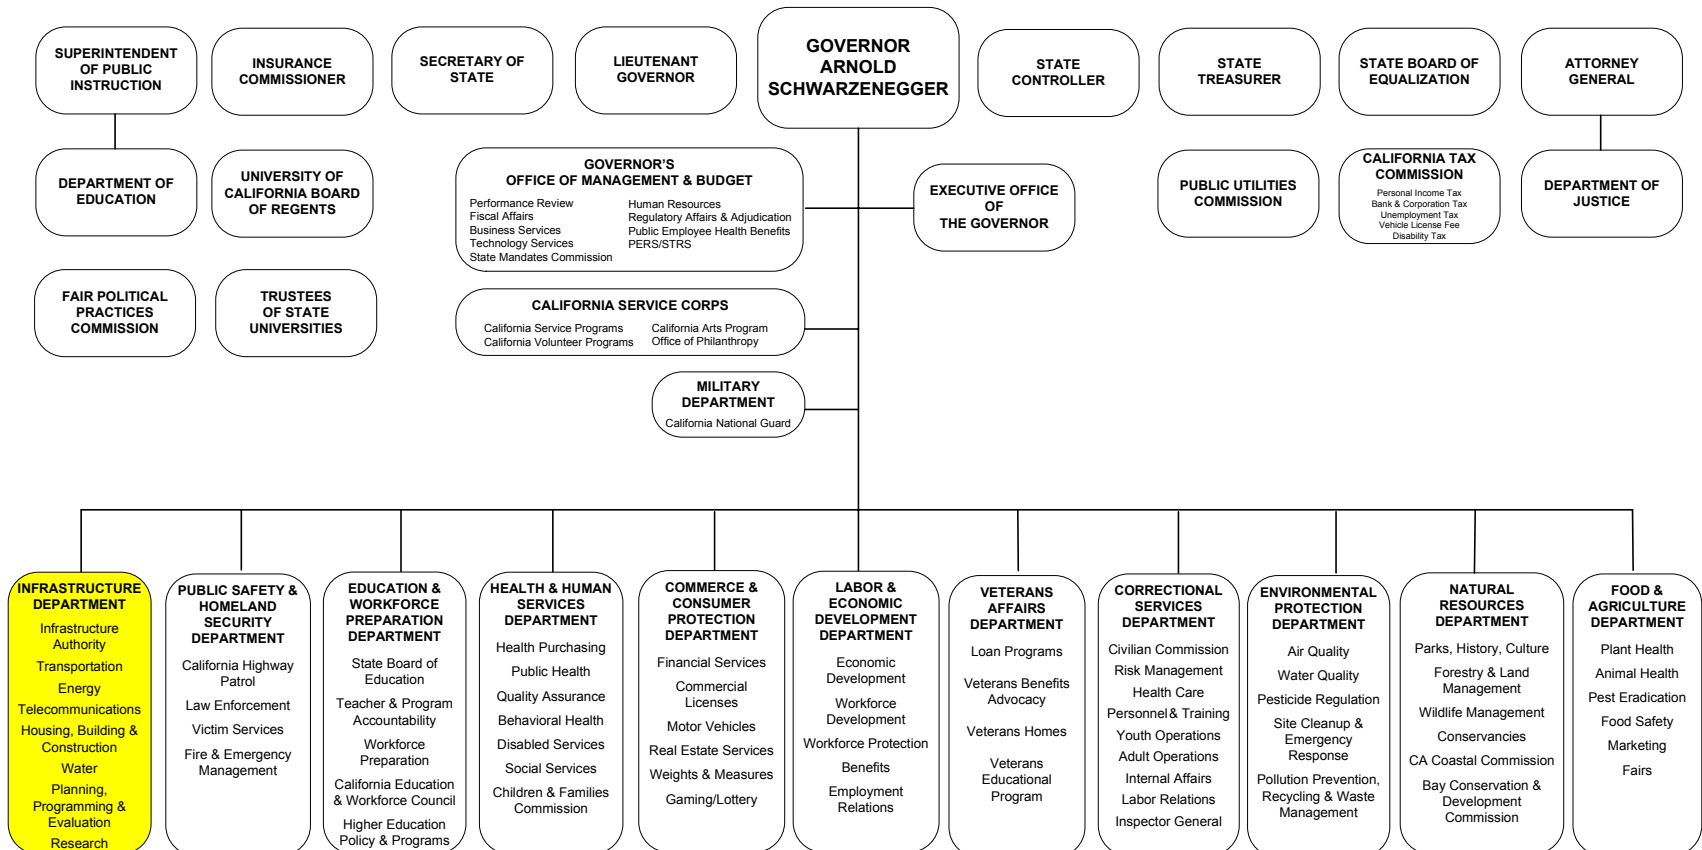 SUPERINTENDENT
OF PUBLIC
INSTRUCTION
INSURANCE
COMMISSIONER
SECRETARY OF
STATE
LIEUTENANT
GOVERNOR
GOVERNOR
ARNOLD
SCHWARZENEGGER
STATE
CONTROLLER
STATE
TREASURER
STATE BOARD OF
EQUALIZATION
ATTORNEY
GENERAL
DEPARTMENT OF
EDUCATION
UNIVERSITY OF
CALIFORNIA BOARD
OF REGENTS
GOVERNOR'S
OFFICE OF MANAGEMENT & BUDGET
Performance Review
Fiscal Affairs
Business Services
Technology Services
State Mandates Commission
Human Resources
Regulatory Affairs & Adjudication
Public Employee Health Benefits
PERS/STRS
EXECUTIVE OFFICE
OF
THE GOVERNOR
PUBLIC UTILITIES
COMMISSION
CALIFORNIA TAX
COMMISSION
Personal Income Tax
Bank & Corporation Tax
Unemployment Tax
Vehicle License Fee
Disability Tax
DEPARTMENT OF
JUSTICE
FAIR POLITICAL
PRACTICES
COMMISSION
TRUSTEES
OF STATE
UNIVERSITIES
CALIFORNIA SERVICE CORPS
California Service Programs
California Volunteer Programs
California Arts Program
Office of Philanthropy
MILITARY
DEPARTMENT
California National Guard
INFRASTRUCTURE
DEPARTMENT
Infrastructure
Authority
Transportation
Energy
Telecommunications
Housing, Building &
Construction
Water
Planning,
Programming &
Evaluation
Research
PUBLIC SAFETY &
HOMELAND
SECURITY
DEPARTMENT
California Highway
Patrol
Law Enforcement
Victim Services
Fire & Emergency
Management
EDUCATION &
WORKFORCE
PREPARATION
DEPARTMENT
State Board of
Education
Teacher & Program
Accountability
Workforce
Preparation
California Education
& Workforce Council
Higher Education
Policy & Programs
HEALTH & HUMAN
SERVICES
DEPARTMENT
Health Purchasing
Public Health
Quality Assurance
Behavioral Health
Disabled Services
Social Services
Children & Families
Commission
COMMERCE &
CONSUMER
PROTECTION
DEPARTMENT
Financial Services
Commercial
Licenses
Motor Vehicles
Real Estate Services
Weights & Measures
Gaming/Lottery
LABOR &
ECONOMIC
DEVELOPMENT
DEPARTMENT
Economic
Development
Workforce
Development
Workforce Protection
Benefits
Employment
Relations
VETERANS
AFFAIRS
DEPARTMENT
Loan Programs
Veterans Benefits
Advocacy
Veterans Homes
Veterans
Educational
Program
CORRECTIONAL
SERVICES
DEPARTMENT
Civilian Commission
Risk Management
Health Care
Personnel & Training
Youth Operations
Adult Operations
Internal Affairs
Labor Relations
Inspector General
ENVIRONMENTAL
PROTECTION
DEPARTMENT
Air Quality
Water Quality
Pesticide Regulation
Site Cleanup &
Emergency
Response
Pollution Prevention,
Recycling & Waste
Management
NATURAL
RESOURCES
DEPARTMENT
Parks, History, Culture
Forestry & Land
Management
Wildlife Management
Conservancies
CA Coastal Commission
Bay Conservation &
Development
Commission
FOOD &
AGRICULTURE
DEPARTMENT
Plant Health
Animal Health
Pest Eradication
Food Safety
Marketing
Fairs